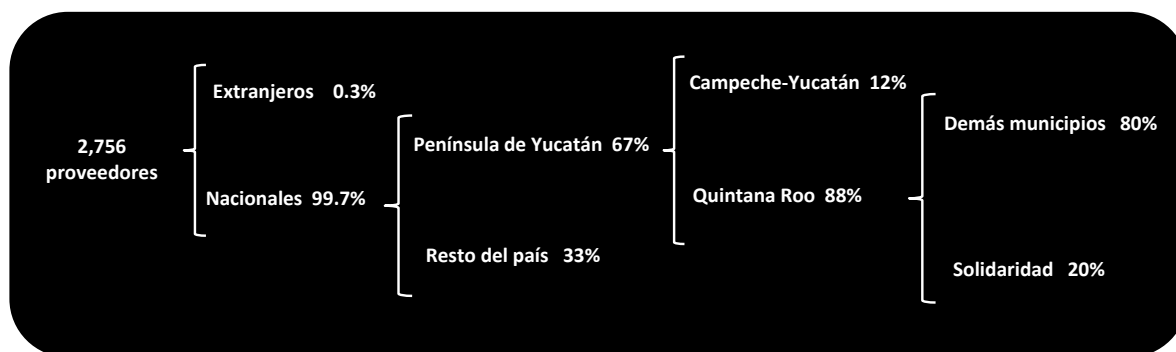 2,756
proveedores
Extranjeros 0.3%
Nacionales 99.7%
Península de Yucatán 67%
Resto del país 33%
Campeche-Yucatán 12%
Quintana Roo 88%
Demás municipios 80%
Solidaridad 20%